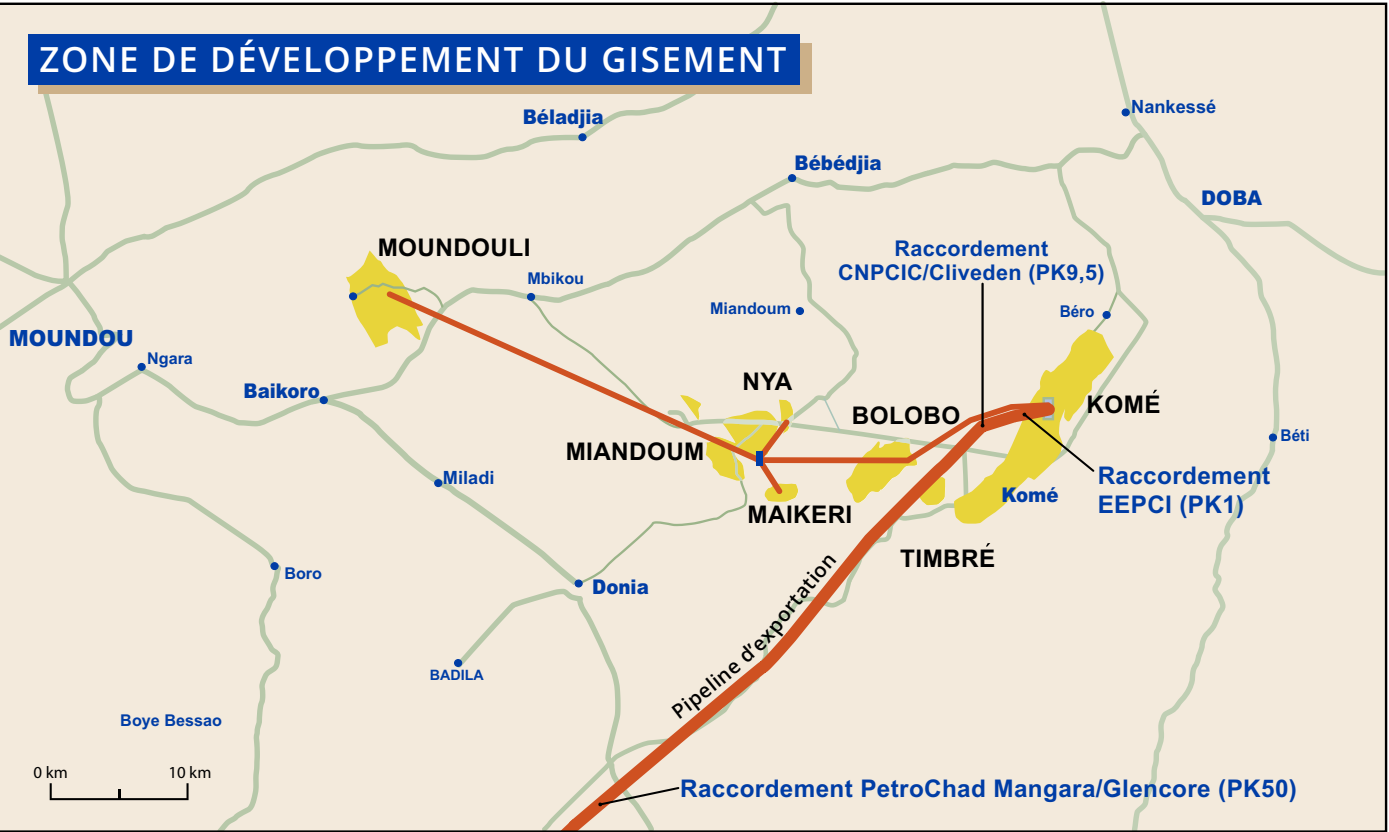 ZONE DE DÉVELOPPEMENT DU GISEMENT
Nankessé
Béladjia
Bébédjia
DOBA
MOUNDOULI
Raccordement
CNPCIC/Cliveden (PK9,5)
Mbikou
Miandoum
Béro
MOUNDOU
Ngara
Baikoro
NYA
BOLOBO
KOMÉ
Béti
MIANDOUM
Miladi
Raccordement
EEPCI (PK1)
Komé
MAIKERI
TIMBRÉ
Boro
Donia
Pipeline d'exportation
BADILA
Boye Bessao
0 km 10 km
Raccordement PetroChad Mangara/Glencore (PK50)